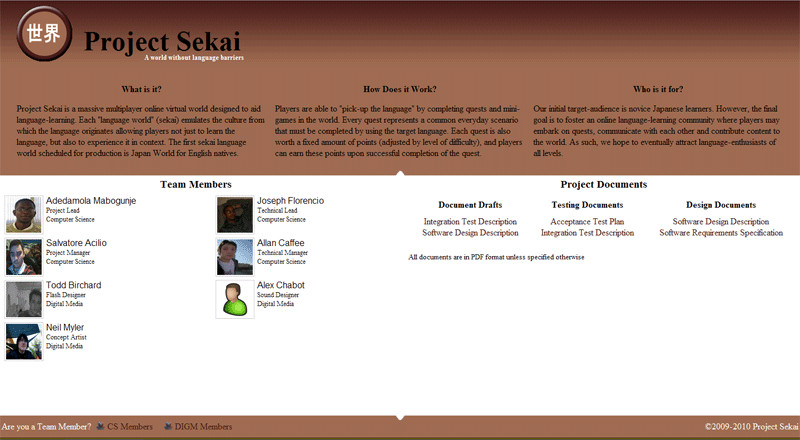 世界
Project Sekai
A world without language barriers
What is it?
Project Sekai is a massive multiplayer online virtual world designed to aid
language-learning. Each "language world" (sekai) emulates the culture from
which the language originates allowing players not just to learn the
language, but also to experience it in context. The first sekai language
world scheduled for production is Japan World for English natives.
How Does it Work?
Players are able to "pick-up the language" by completing quests and mini-
games in the world. Every quest represents a common everyday scenario
that must be completed by using the target language. Each quest is also
worth a fixed amount of points (adjusted by level of difficulty), and players
can earn these points upon successful completion of the quest.
Who is it for?
Our initial target-audience is novice Japanese learners. However, the final
goal is to foster an online language-learning community where players may
embark on quests, communicate with each other and contribute content to
the world. As such, we hope to eventually attract language-enthusiasts of
all levels.
Team Members
Adedamola Mabogunje
Project Lead
Computer Science
Joseph Florencio
Technical Lead
Computer Science
Salvatore Acilio
Project Manager
Computer Science
Allan Caffee
Technical Manager
Computer Science
Todd Birchard
Flash Designer
Digital Media
Alex Chabot
Sound Designer
Digital Media
Neil Myler
Concept Artist
Digital Media
Project Documents
Document Drafts
Integration Test Description
Software Design Description
Testing Documents
Acceptance Test Plan
Integration Test Description
Design Documents
Software Design Description
Software Requirements Specification
All documents are in PDF format unless specified otherwise
Are you a Team Member? CS Members DIGM Members
©2009-2010 Project Sekai